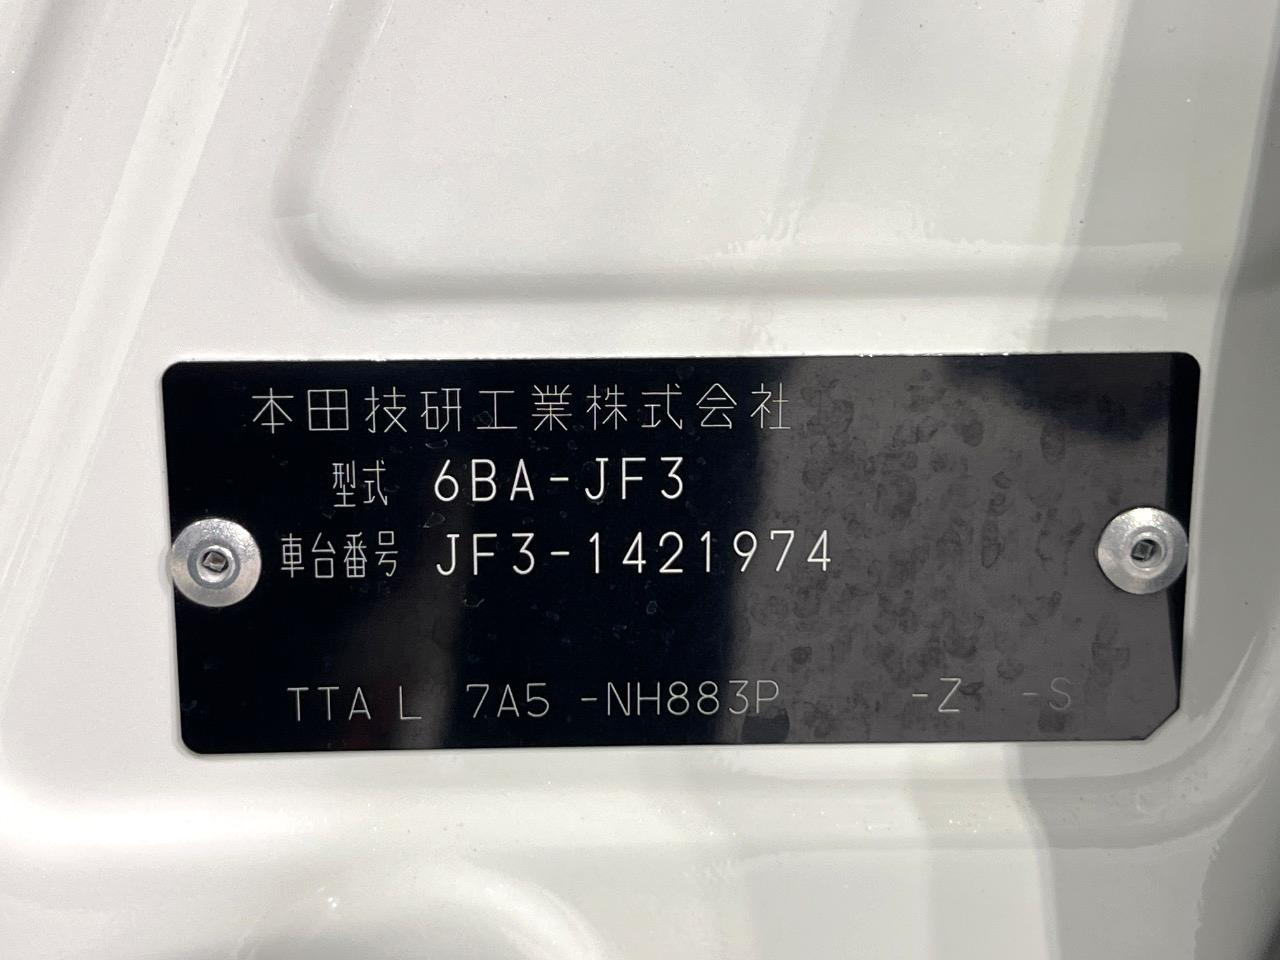 本田技研工業株式会社
型式 6BA-JF3
車台番号 JF3-1421974
TTA L 7A5 -NH883P -Z -S